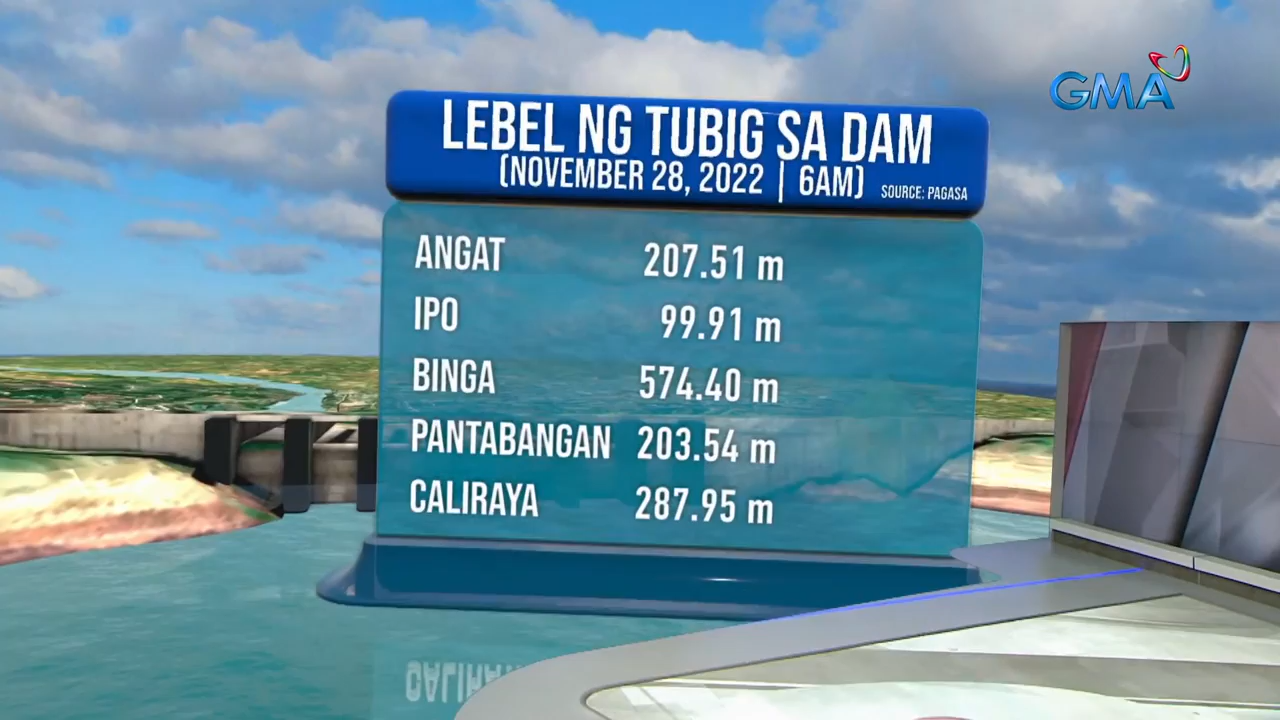 GMA
LEBEL NG TUBIG SA DAM
(NOVEMBER 28, 2022 | 6AM)
SOURCE: PAGASA
ANGAT 207.51 m
IPO 99.91 m
BINGA 574.40 m
PANTABANGAN 203.54 m
CALIRAYA 287.95 m